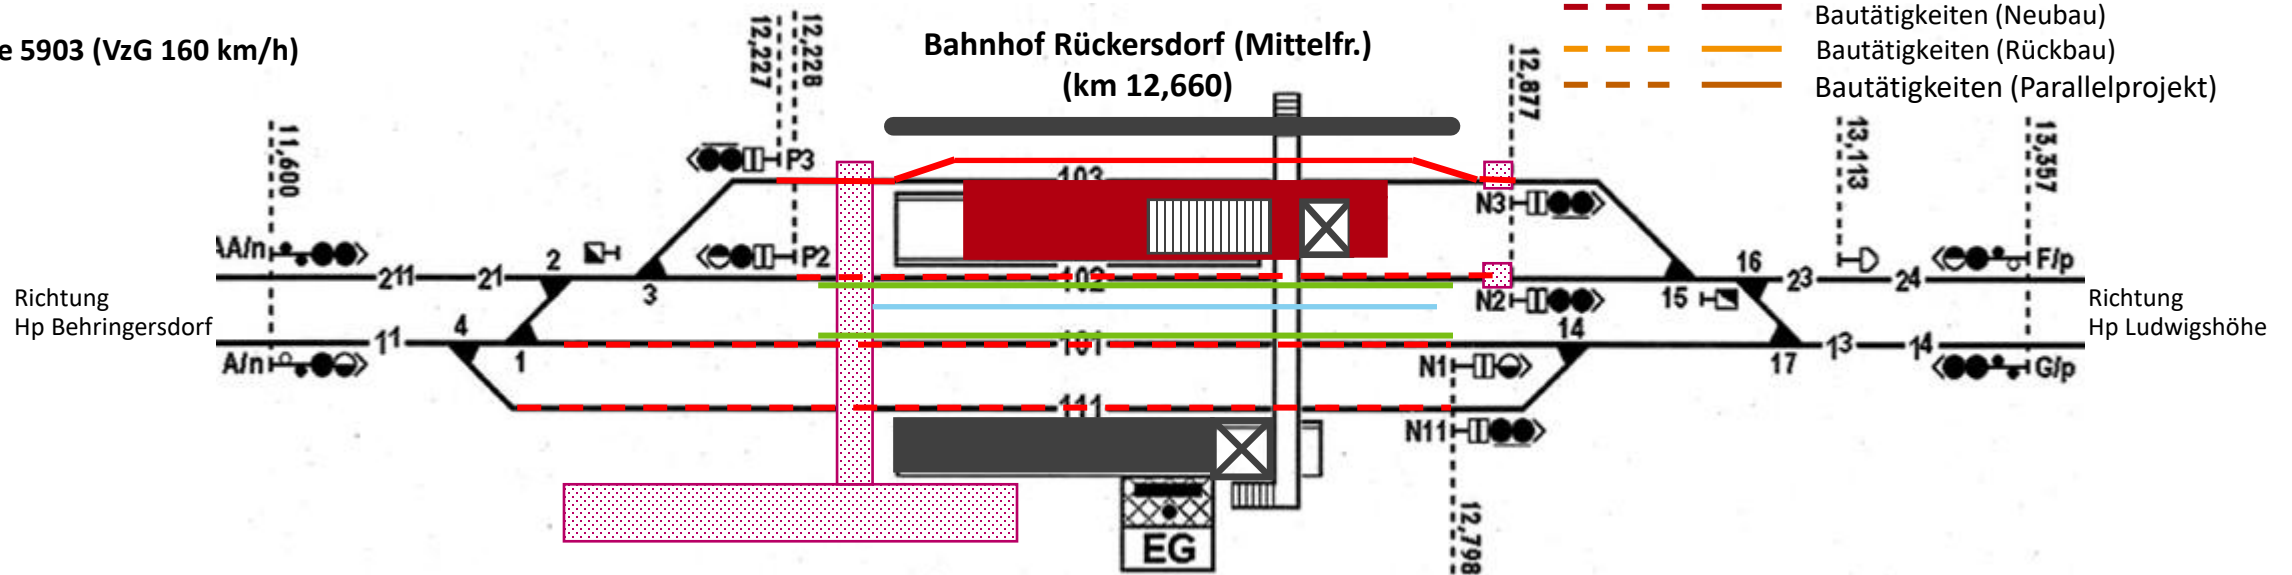 e 5903 (VzG 160 km/h)
Bahnhof Rückersdorf (Mittelfr.)
(km 12,660)
Bautätigkeiten (Neubau)
Bautätigkeiten (Rückbau)
Bautätigkeiten (Parallelprojekt)
12,227
12,228
12,877
11,600
13,113
13,357
P3
103
N3
AA/n
P2
F/p
211
21
2
3
102
N2
15
16
23
24
Richtung
Hp Behringersdorf
Richtung
Hp Ludwigshöhe
11
4
1
101
14
17
13
14
A/n
N1
G/p
111
N11
12,798
EG